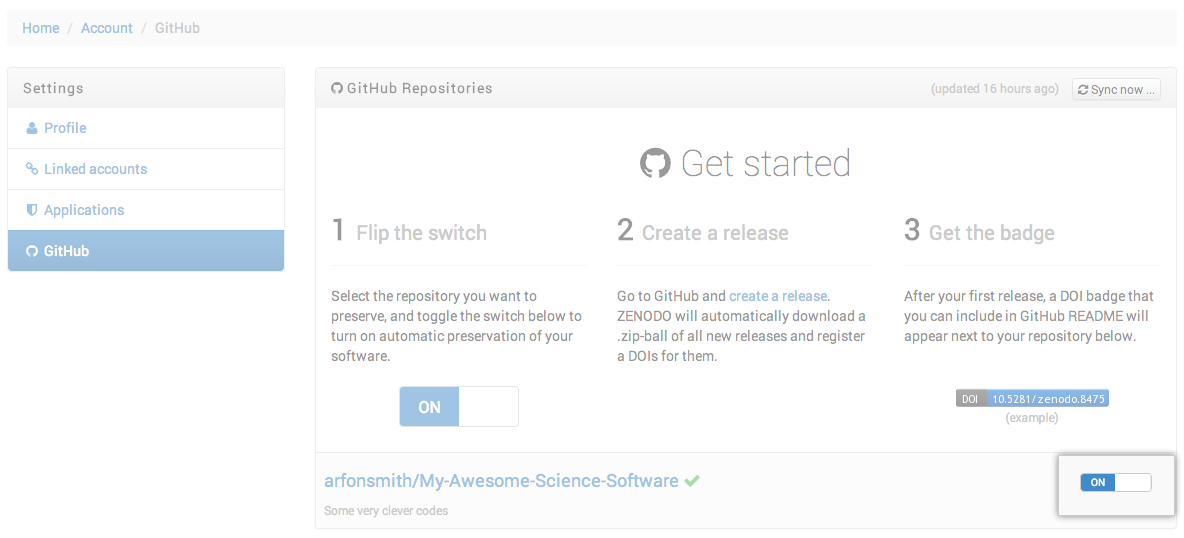 Home / Account / GitHub
Settings
Profile
Linked accounts
Applications
GitHub
GitHub Repositories
(updated 16 hours ago)
Sync now ...
Get started
1 Flip the switch
Select the repository you want to
preserve, and toggle the switch below to
turn on automatic preservation of your
software.
ON
2 Create a release
Go to GitHub and create a release.
ZENODO will automatically download a
.zip-ball of all new releases and register
a DOIs for them.
3 Get the badge
After your first release, a DOI badge that
you can include in GitHub README will
appear next to your repository below.
DOI 10.5281/zenodo.8475
(example)
arfonsmith/My-Awesome-Science-Software
Some very clever codes
ON